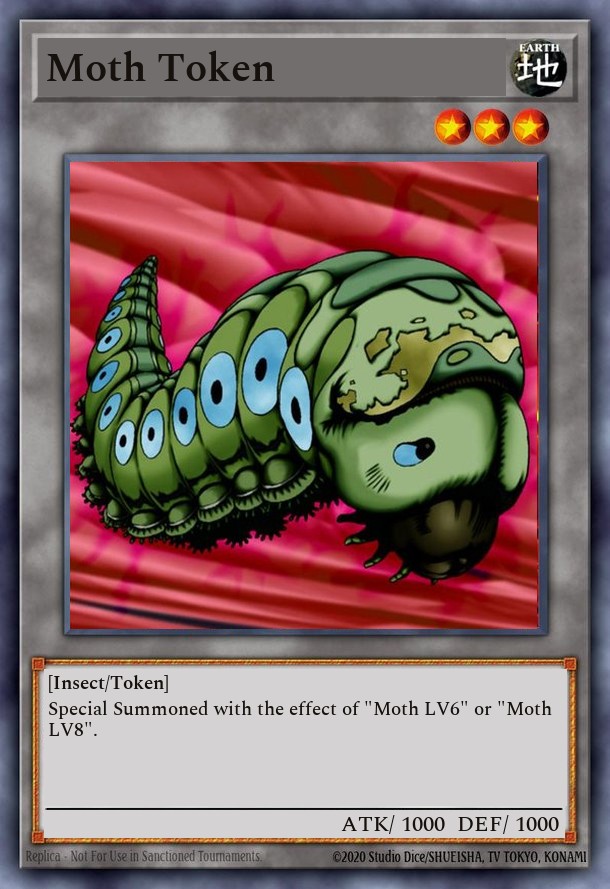 Moth Token
EARTH
地
[Insect/Token]
Special Summoned with the effect of "Moth LV6" or "Moth
LV8".
ATK/ 1000 DEF/ 1000
Replica - Not For Use in Sanctioned Tournaments.
©2020 Studio Dice/SHUEISHA, TV TOKYO, KONAMI